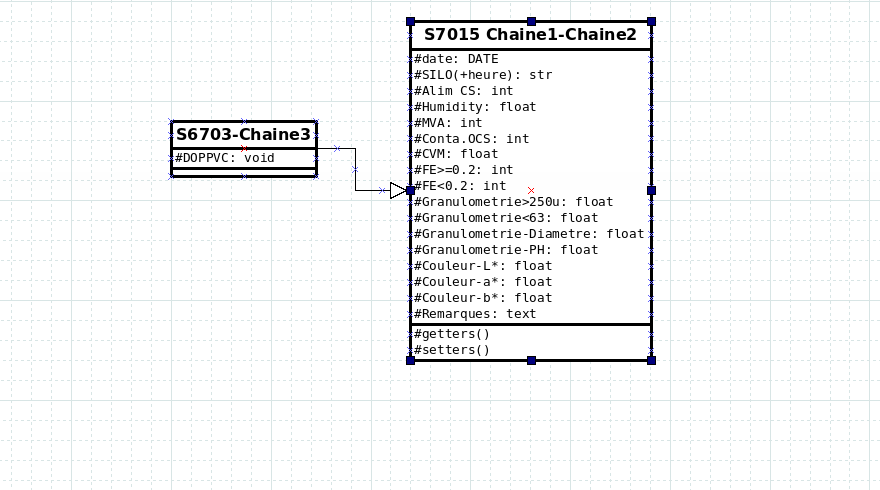 S7015 Chaine1-Chaine2
#date: DATE
#SILO(+heure): str
#Alim CS: int
#Humidity: float
#MVA: int
#Conta.OCS: int
#CVM: float
#FE>=0.2: int
#FE<0.2: int
#Granulometrie>250u: float
#Granulometrie<63: float
#Granulometrie-Diametre: float
#Granulometrie-PH: float
#Couleur-L*: float
#Couleur-a*: float
#Couleur-b*: float
#Remarques: text
#getters()
#setters()
S6703-Chaine3
#DOPPVC: void